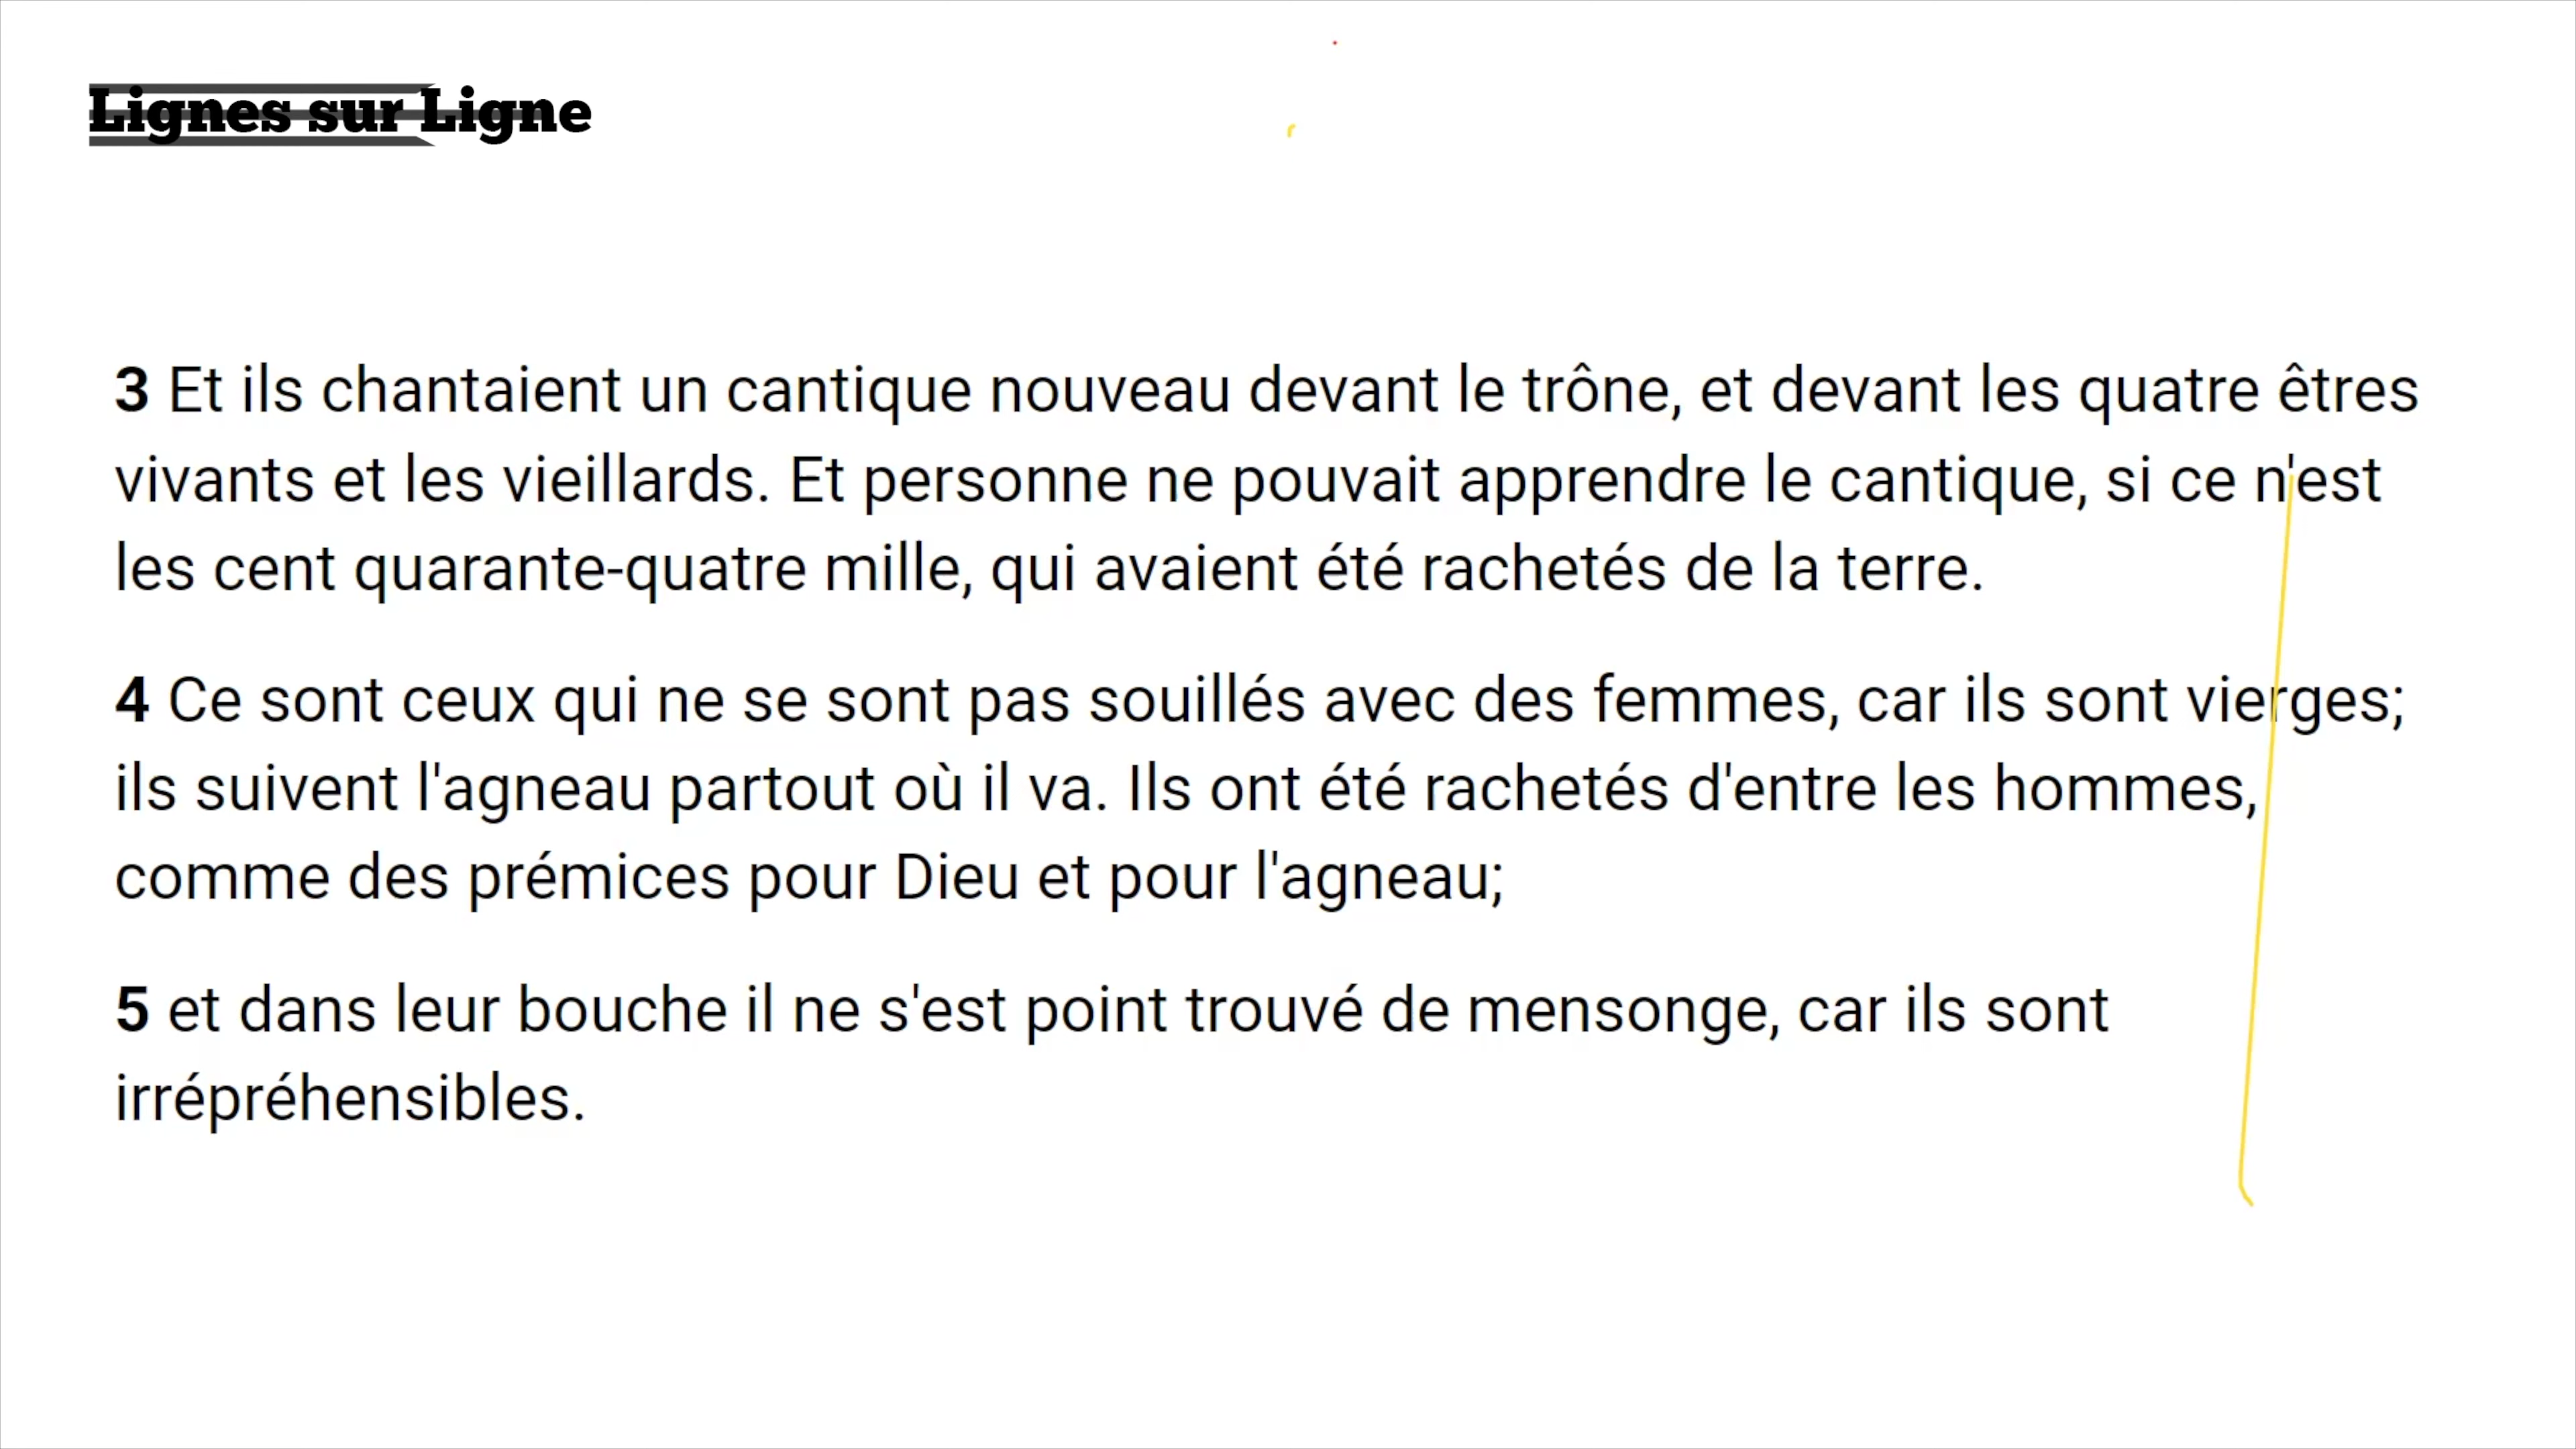 Lignes sur Ligne
3 Et ils chantaient un cantique nouveau devant le trône, et devant les quatre êtres
vivants et les vieillards. Et personne ne pouvait apprendre le cantique, si ce n'est
les cent quarante-quatre mille, qui avaient été rachetés de la terre.
4 Ce sont ceux qui ne se sont pas souillés avec des femmes, car ils sont vierges;
ils suivent l'agneau partout où il va. Ils ont été rachetés d'entre les hommes,
comme des prémices pour Dieu et pour l'agneau;
5 et dans leur bouche il ne s'est point trouvé de mensonge, car ils sont
irrépréhensibles.